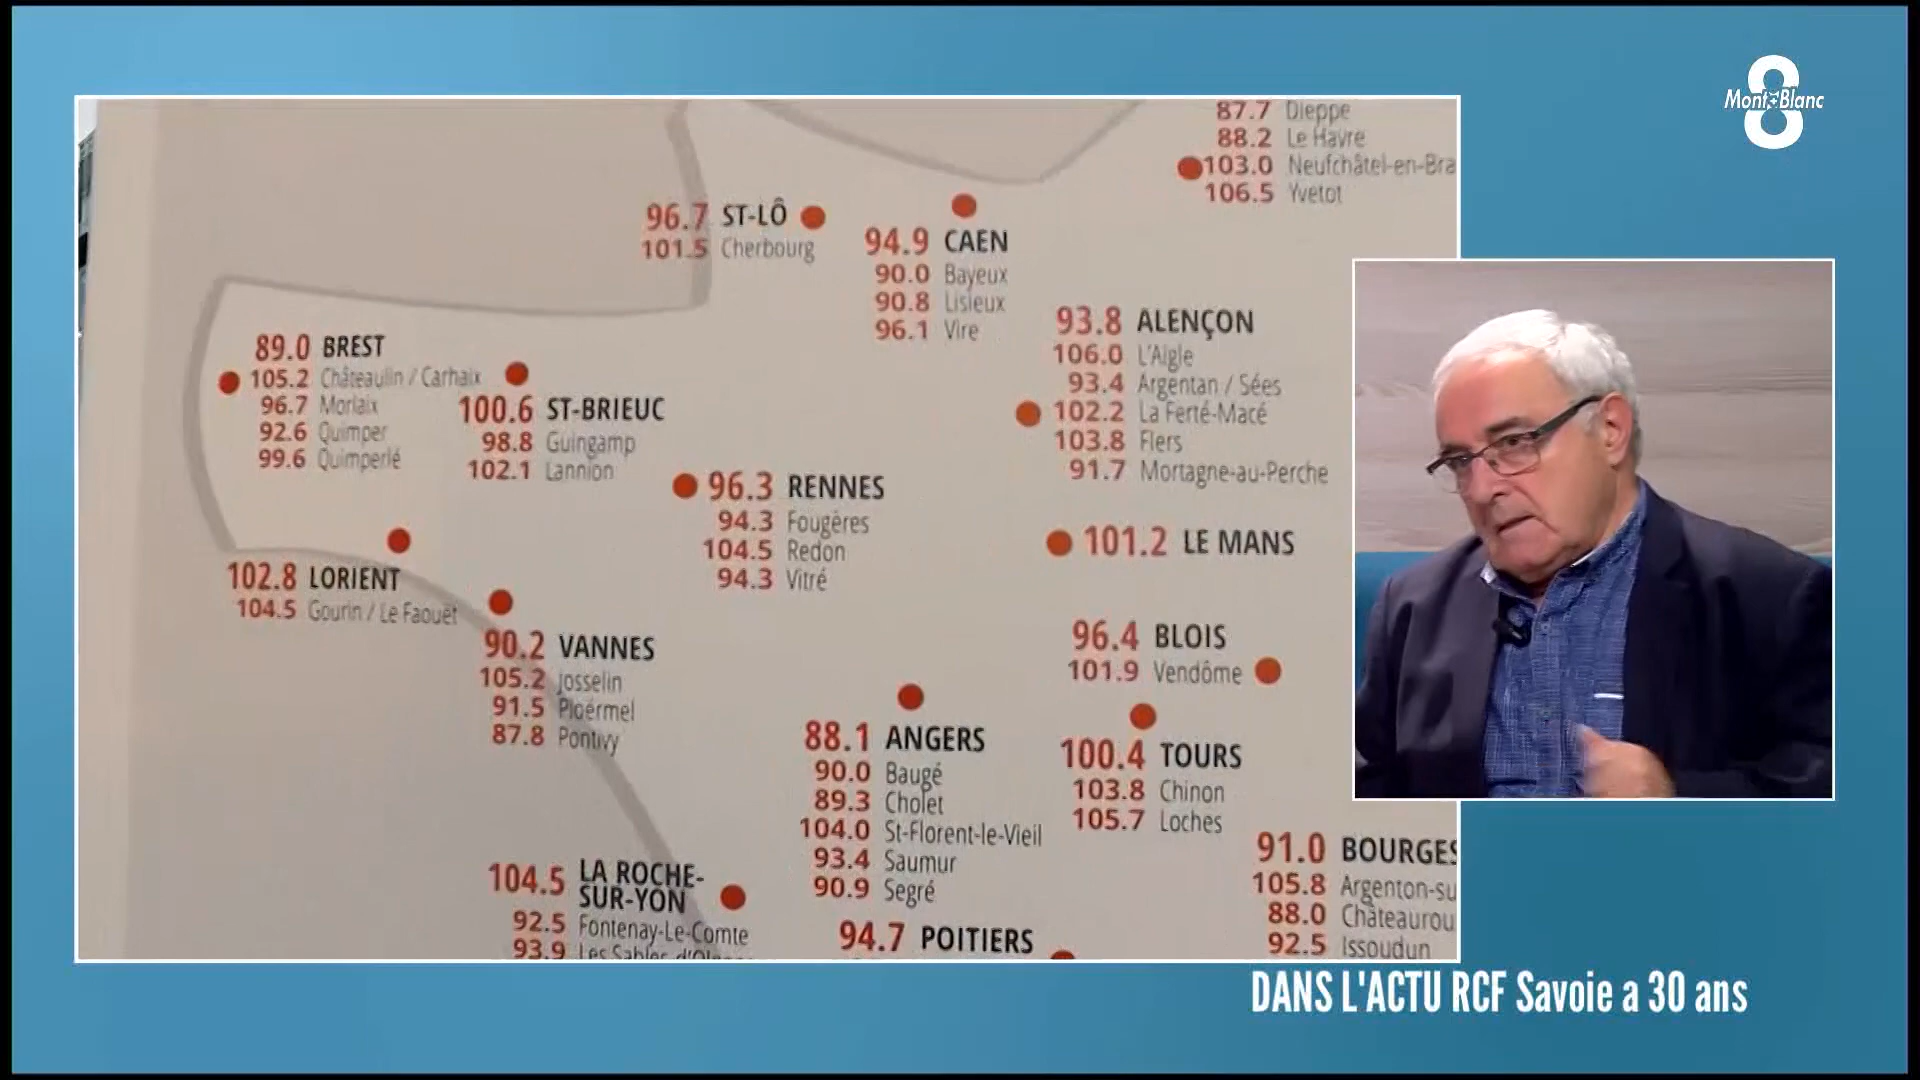 8
Mont Blanc
87.7 Dieppe
88.2 Le Havre
103.0 Neufchâtel-en-Bra
106.5 Yvetot
96.7 ST-LÔ
101.5 Cherbourg
94.9 CAEN
90.0 Bayeux
90.8 Lisieux
96.1 Vire
93.8 ALENÇON
106.0 L'Aigle
93.4 Argentan / Sées
102.2 La Ferté-Macé
103.8 Flers
91.7 Mortagne-au-Perche
89.0 BREST
105.2 Châteaulin / Carhaix
96.7 Morlaix
92.6 Quimper
99.6 Quimperlé
100.6 ST-BRIEUC
98.8 Guingamp
102.1 Lannion
96.3 RENNES
94.3 Fougères
104.5 Redon
94.3 Vitré
101.2 LE MANS
102.8 LORIENT
104.5 Gourin / Le Faouët
90.2 VANNES
105.2 Josselin
91.5 Ploërmel
87.8 Pontivy
96.4 BLOIS
101.9 Vendôme
88.1 ANGERS
90.0 Baugé
89.3 Cholet
104.0 St-Florent-le-Vieil
93.4 Saumur
90.9 Segré
100.4 TOURS
103.8 Chinon
105.7 Loches
91.0 BOURGES
105.8 Argenton-su
88.0 Châteaurou
92.5 Issoudun
104.5 LA ROCHE-
SUR-YON
92.5 Fontenay-Le-Comte
93.9 Les Sables d'Olonne
94.7 POITIERS
DANS L'ACTU RCF Savoie a 30 ans